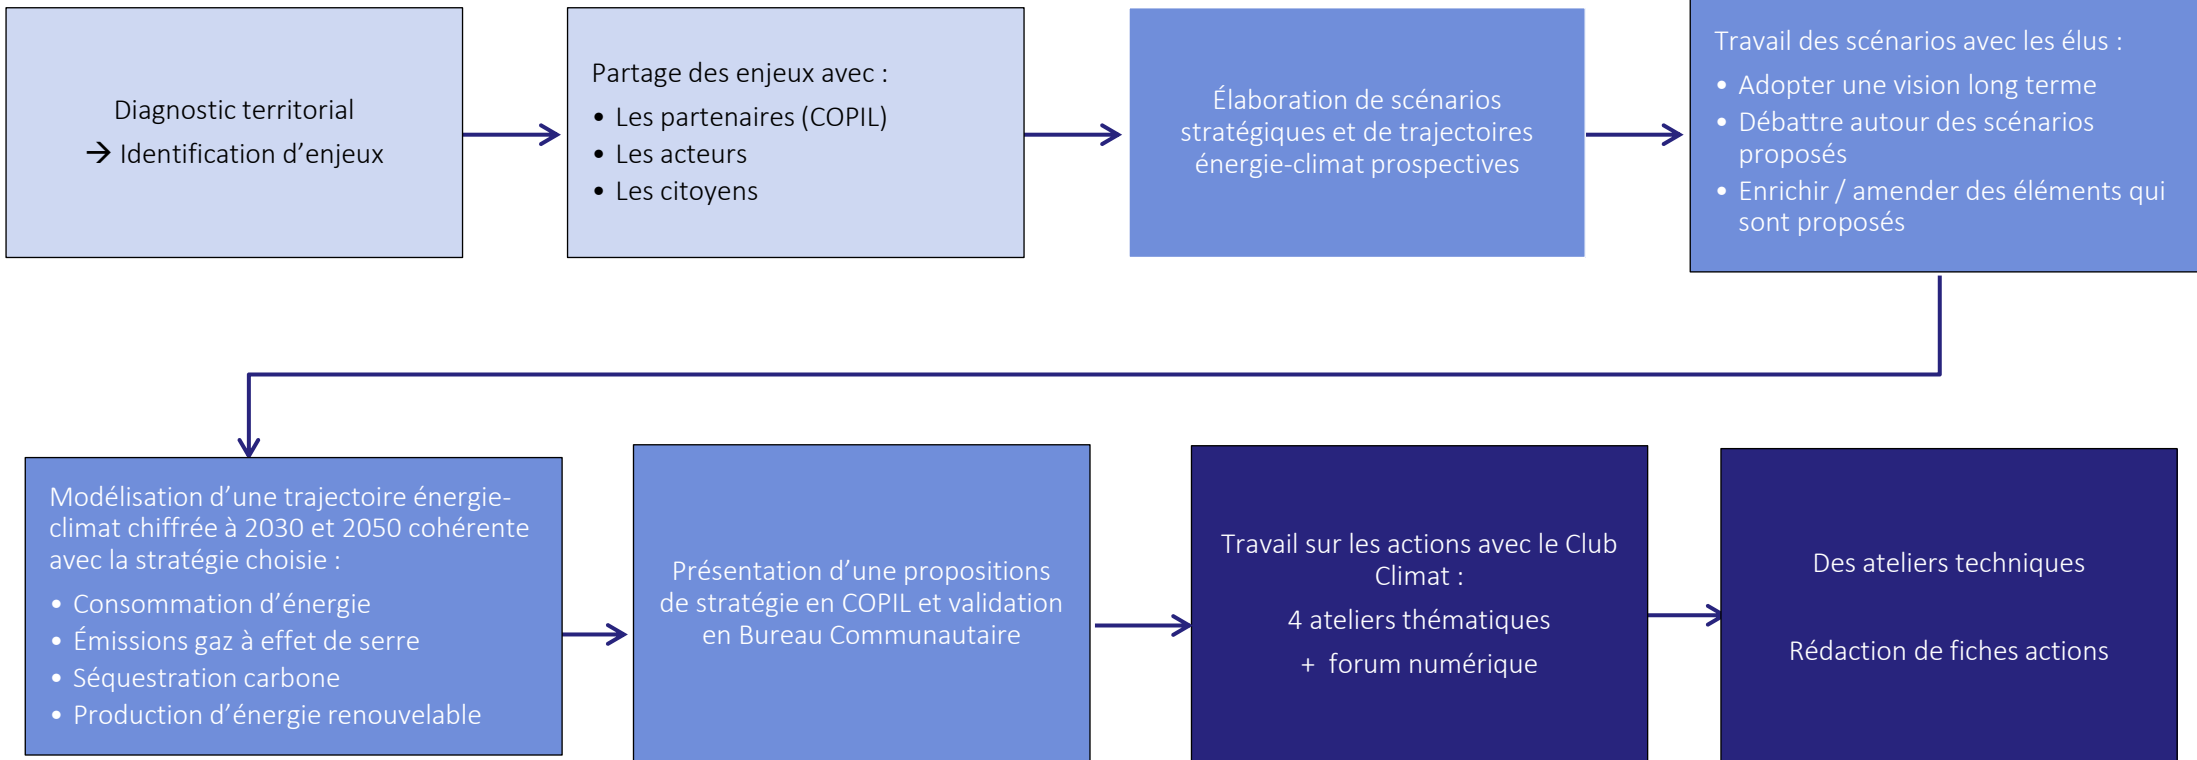 Diagnostic territorial
→ Identification d’enjeux
Partage des enjeux avec :
• Les partenaires (COPIL)
• Les acteurs
• Les citoyens
Élaboration de scénarios
stratégiques et de trajectoires
énergie-climat prospectives
Travail des scénarios avec les élus :
• Adopter une vision long terme
• Débattre autour des scénarios
proposés
• Enrichir / amender des éléments qui
sont proposés
Modélisation d’une trajectoire énergie-
climat chiffrée à 2030 et 2050 cohérente
avec la stratégie choisie :
• Consommation d’énergie
• Émissions gaz à effet de serre
• Séquestration carbone
• Production d’énergie renouvelable
Présentation d’une propositions
de stratégie en COPIL et validation
en Bureau Communautaire
Travail sur les actions avec le Club
Climat :
4 ateliers thématiques
+ forum numérique
Des ateliers techniques
Rédaction de fiches actions